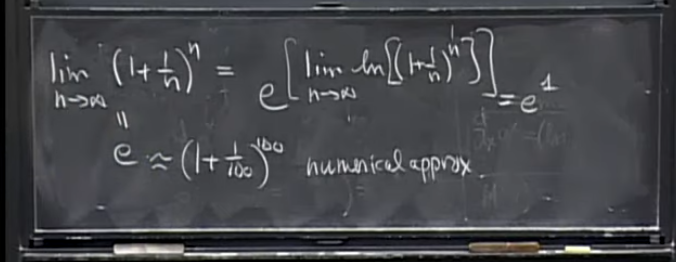 lim n→∞ (1+1/n)^n = e^[lim n→∞ ln[(1+1/n)^n]] = e^1
||
e ≈ (1+1/100)^100 numerical approx.